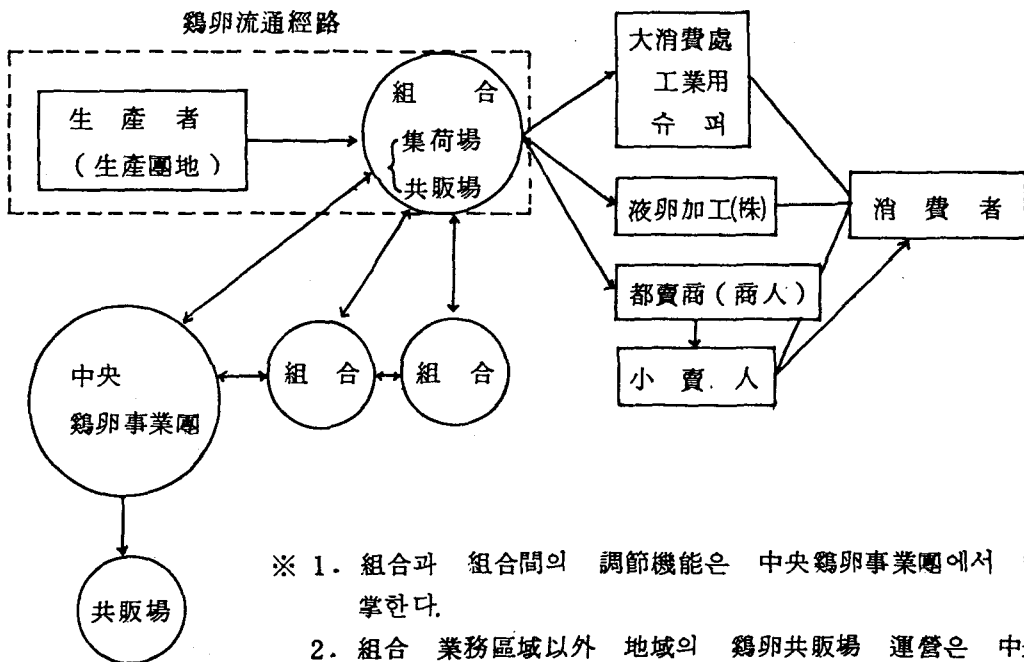 鷄卵流通經路
生產者
(生產團地)
組合
集荷場
共販場
大消費處
工業用
슈퍼
液卵加工(株)
都賣商(商人)
小賣人
消費者
中央
鷄卵事業團
組合
組合
共販場
※ 1. 組合과 組合間의 調節機能은 中央鷄卵事業團에서
掌한다.
2. 組合 業務區域以外 地域의 鷄卵共販場 運營은 中